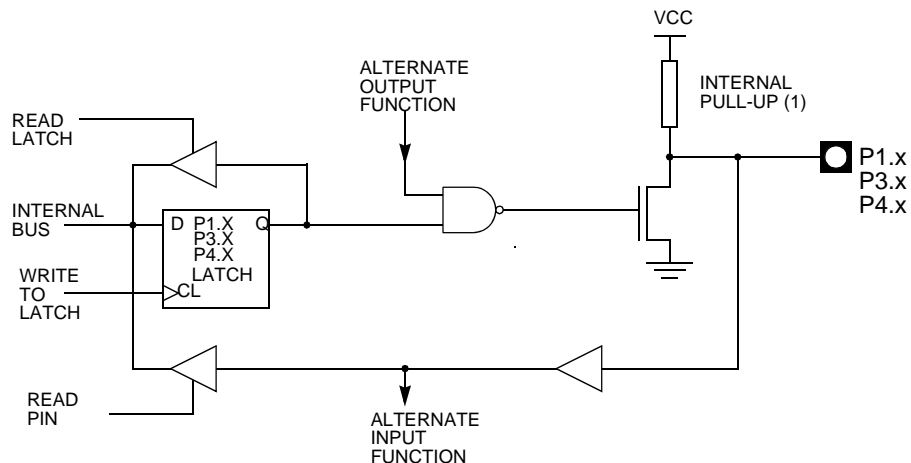 VCC
ALTERNATE
OUTPUT
FUNCTION
INTERNAL
PULL-UP (1)
READ
LATCH
P1.x
P3.x
P4.x
INTERNAL
BUS
D P1.X Q
P3.X
P4.X
LATCH
CL
WRITE
TO
LATCH
READ
PIN
ALTERNATE
INPUT
FUNCTION